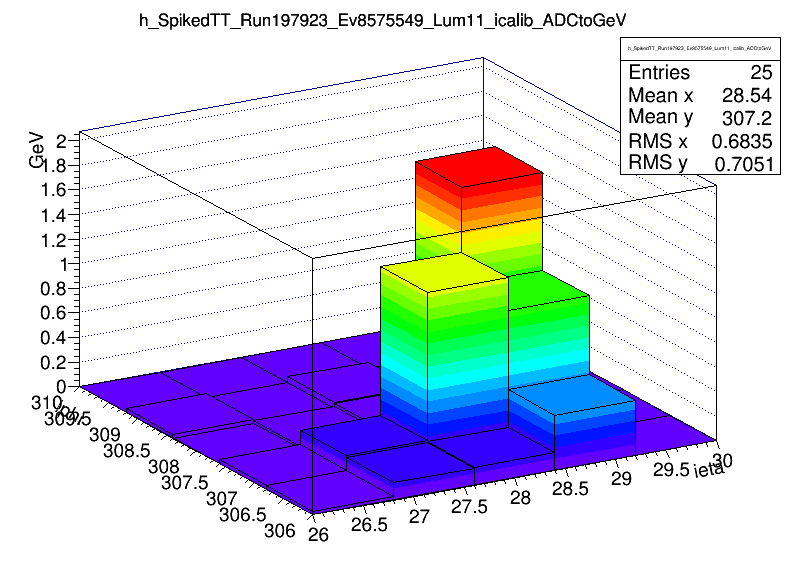 h_SpikedTT_Run197923_Ev8575549_Lum11_icalib_ADCtoGeV
h_SpikedTT_Run197923_Ev8575549_Lum11_icalib_ADCtoGeV
Entries 25
Mean x 28.54
Mean y 307.2
RMS x 0.6835
RMS y 0.7051
GeV
2
1.8
1.6
1.4
1.2
1
0.8
0.6
0.4
0.2
0
310
309.5
309
308.5
308
307.5
307
306.5
306
iphi
26
26.5
27
27.5
28
28.5
29
29.5
30
ieta